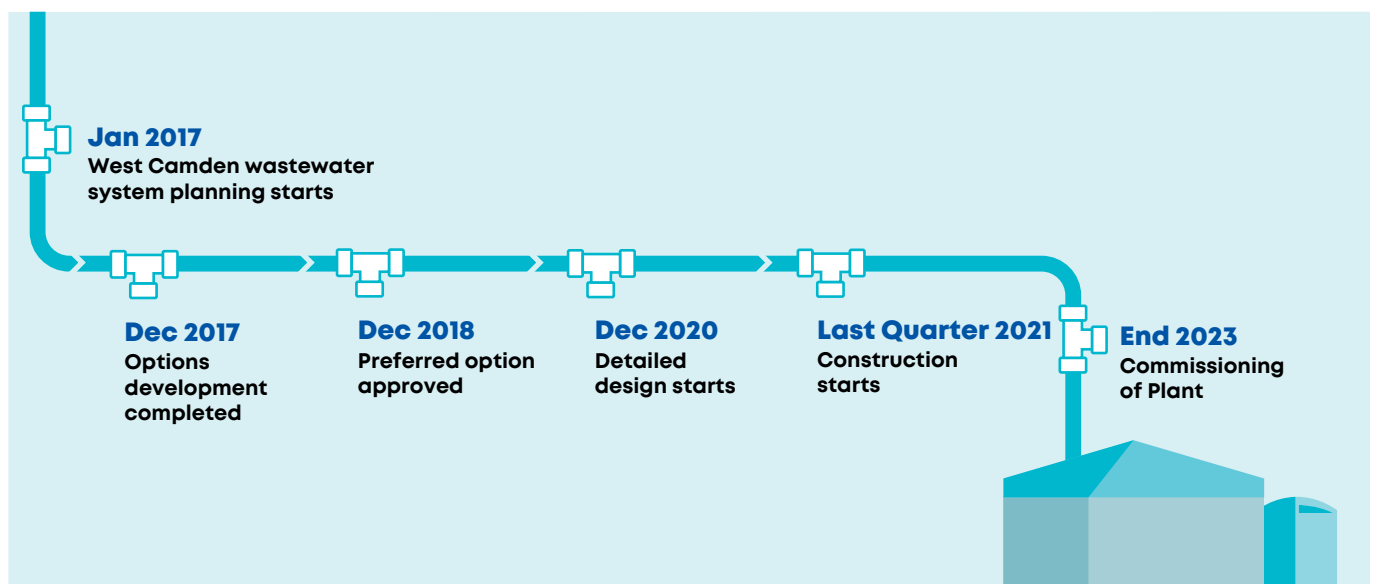 Jan 2017
West Camden wastewater
system planning starts
Dec 2017
Options
development
completed
Dec 2018
Preferred option
approved
Dec 2020
Detailed
design starts
Last Quarter 2021
Construction
starts
End 2023
Commissioning
of Plant